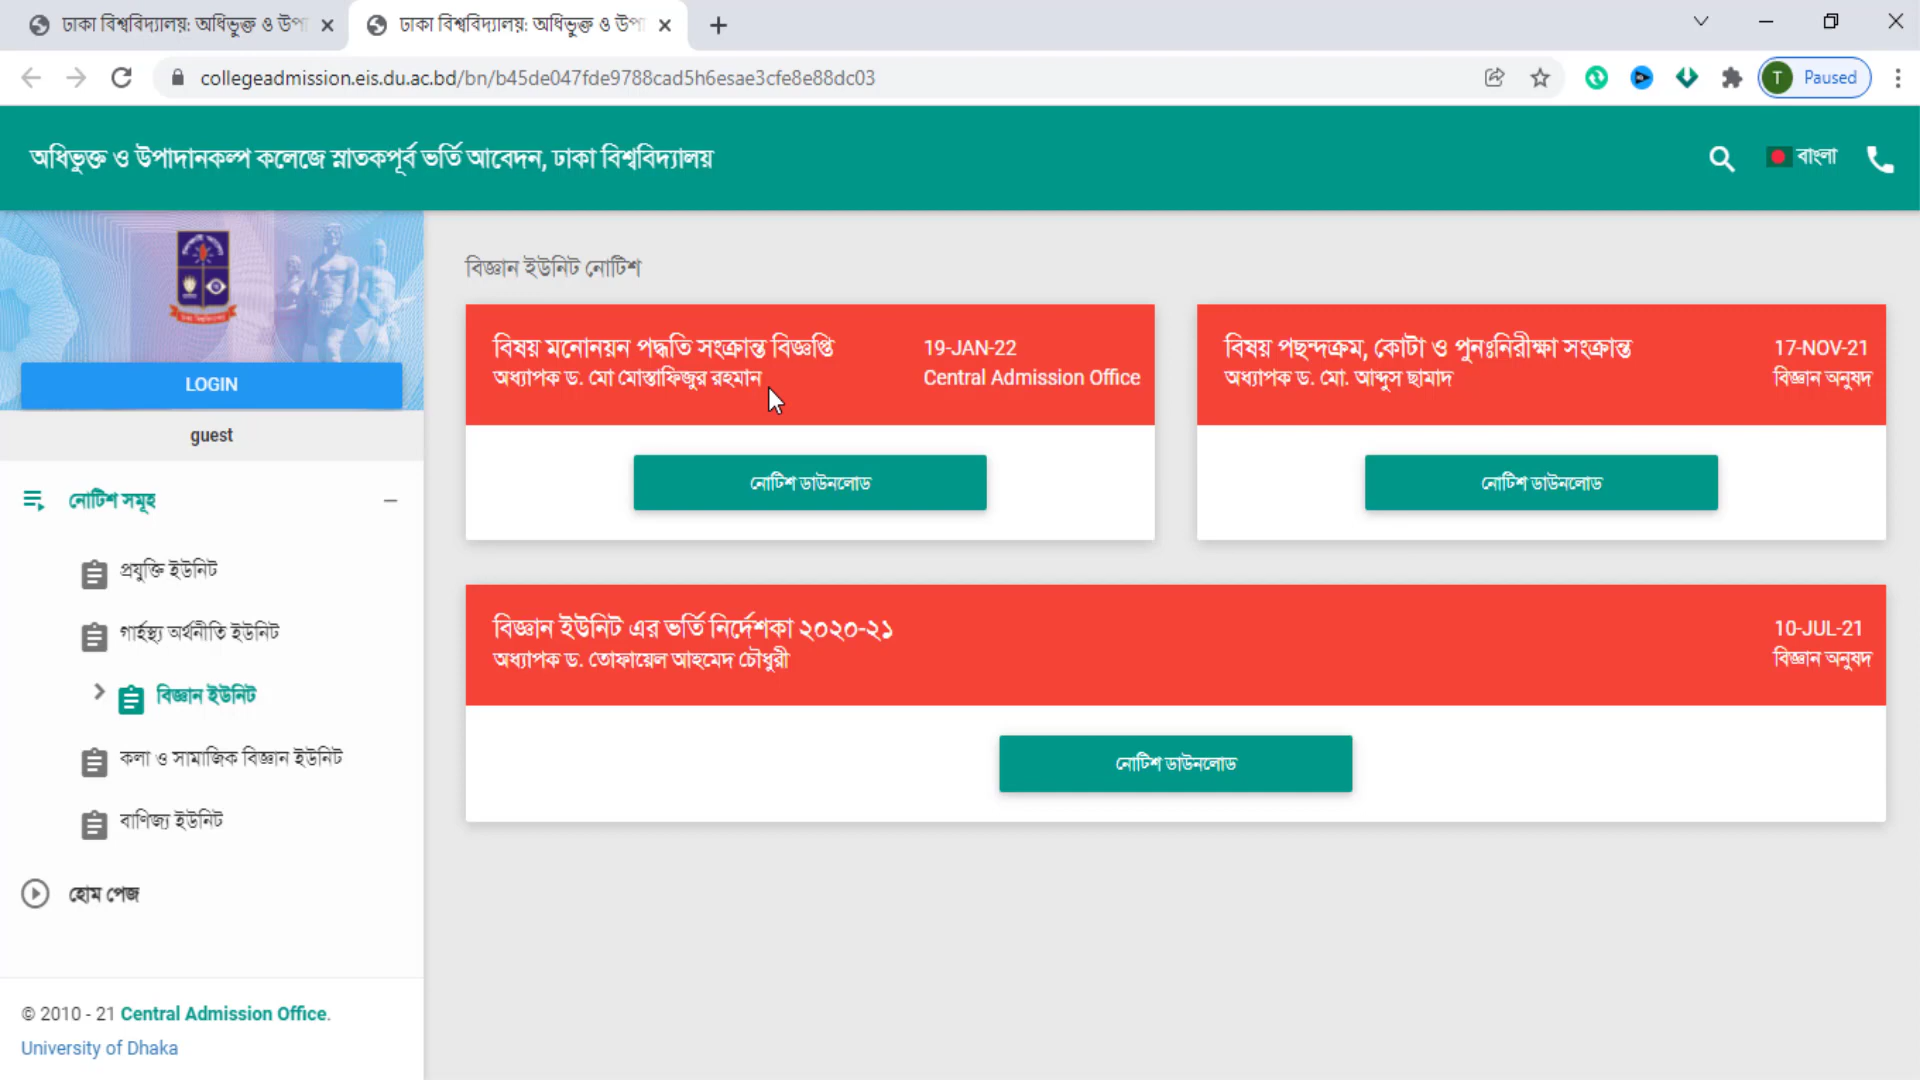 ঢাকা বিশ্ববিদ্যালয়: অধিভুক্ত ও উপা
ঢাকা বিশ্ববিদ্যালয়: অধিভুক্ত ও উপা
collegeadmission.eis.du.ac.bd/bn/b45de047fde9788cad5h6esae3cfe8e88dc03
T Paused
অধিভুক্ত ও উপাদানকল্প কলেজে স্নাতকপূর্ব ভর্তি আবেদন, ঢাকা বিশ্ববিদ্যালয়
বাংলা
LOGIN
guest
নোটিশ সমূহ
প্রযুক্তি ইউনিট
গার্হস্থ্য অর্থনীতি ইউনিট
বিজ্ঞান ইউনিট
কলা ও সামাজিক বিজ্ঞান ইউনিট
বাণিজ্য ইউনিট
হোম পেজ
© 2010 - 21 Central Admission Office.
University of Dhaka
বিজ্ঞান ইউনিট নোটিশ
বিষয় মনোনয়ন পদ্ধতি সংক্রান্ত বিজ্ঞপ্তি
অধ্যাপক ড. মো মোস্তাফিজুর রহমান
19-JAN-22
Central Admission Office
নোটিশ ডাউনলোড
বিষয় পছন্দক্রম, কোটা ও পুনঃনিরীক্ষা সংক্রান্ত
অধ্যাপক ড. মো. আব্দুস ছামাদ
17-NOV-21
বিজ্ঞান অনুষদ
নোটিশ ডাউনলোড
বিজ্ঞান ইউনিট এর ভর্তি নির্দেশকা ২০২০-২১
অধ্যাপক ড. তোফায়েল আহমেদ চৌধুরী
10-JUL-21
বিজ্ঞান অনুষদ
নোটিশ ডাউনলোড